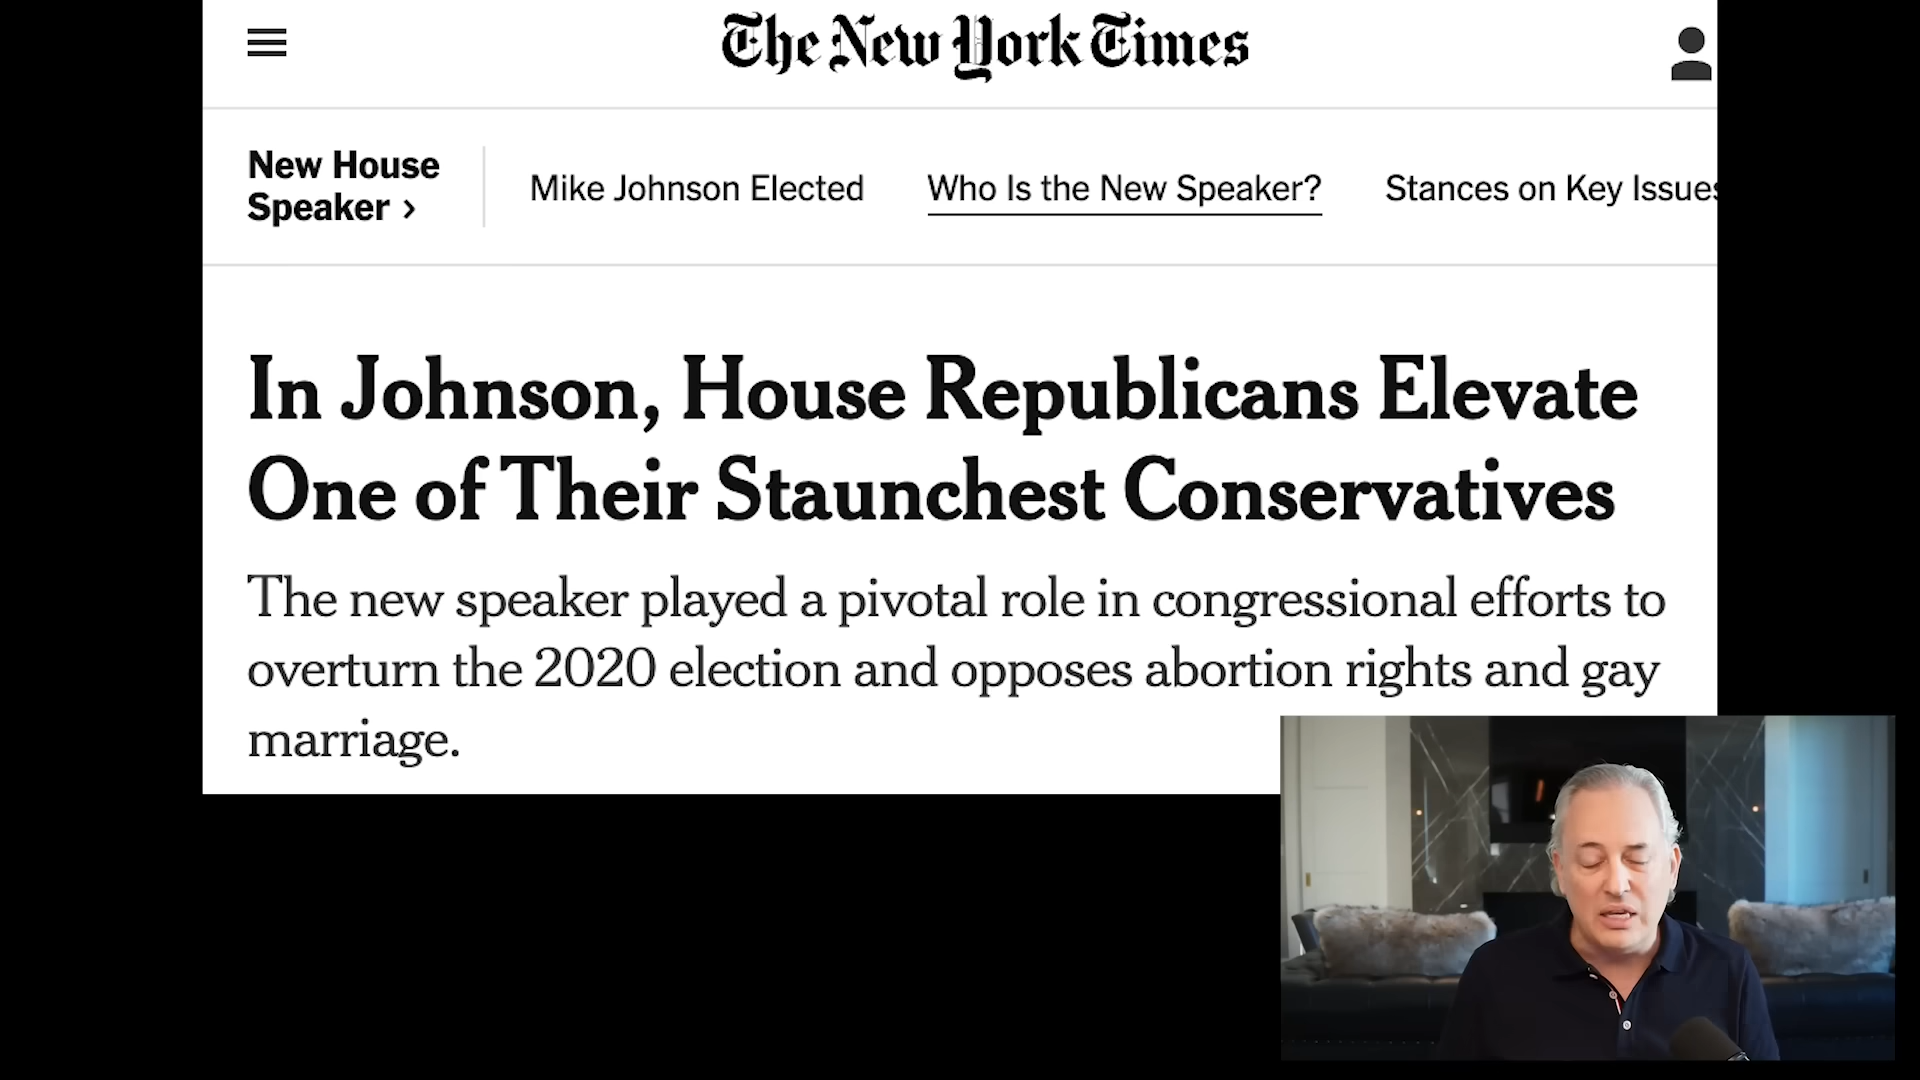 The New York Times
New House
Speaker ›
Mike Johnson Elected
Who Is the New Speaker?
Stances on Key Issues
In Johnson, House Republicans Elevate
One of Their Staunchest Conservatives
The new speaker played a pivotal role in congressional efforts to
overturn the 2020 election and opposes abortion rights and gay
marriage.